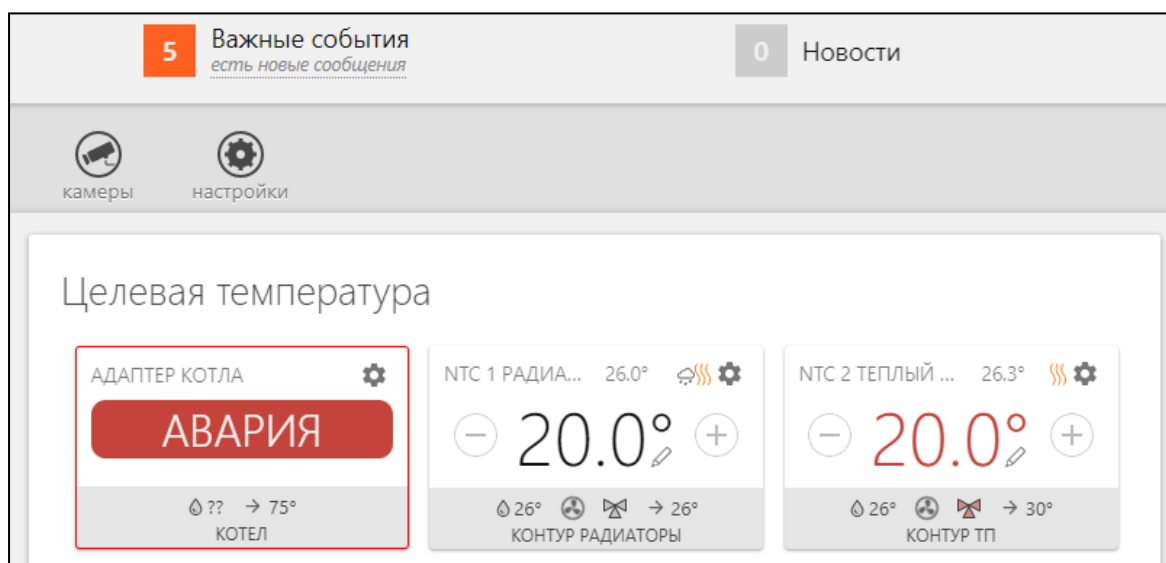 5 Важные события
есть новые сообщения
0 Новости
камеры настройки
Целевая температура
АДАПТЕР КОТЛА
АВАРИЯ
?? → 75°
КОТЕЛ
NTC 1 РАДИА... 26.0°
− 20.0° +
26° → 26°
КОНТУР РАДИАТОРЫ
NTC 2 ТЕПЛЫЙ ... 26.3°
− 20.0° +
26° → 30°
КОНТУР ТП